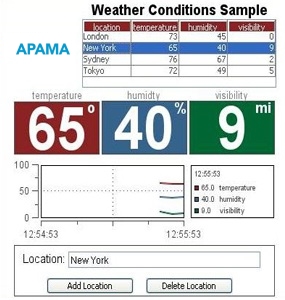 Weather Conditions Sample
APAMA
location temperature humidity visibility
London 73 45 0
New York 65 40 9
Sydney 76 67 2
Tokyo 72 49 5
temperature humidty visibility
65° 40% 9 mi
100
50
0
12:54:53 12:55:53
12:55:53
65.0 temperature
40.0 humidity
9.0 visibility
Location: New York
Add Location Delete Location